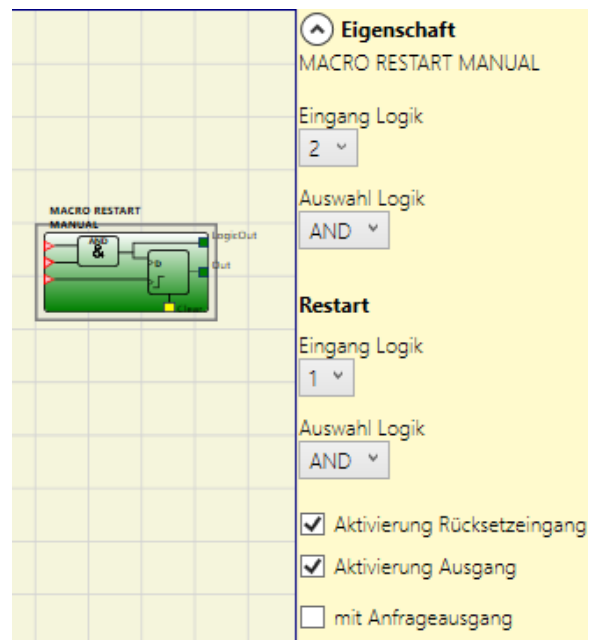 Eigenschaft
MACRO RESTART MANUAL
Eingang Logik
2
Auswahl Logik
AND
Restart
Eingang Logik
1
Auswahl Logik
AND
Aktivierung Rücksetzeingang
Aktivierung Ausgang
mit Anfrageausgang
MACRO RESTART
MANUAL
AND
&
LogicOut
D
Out
Clear